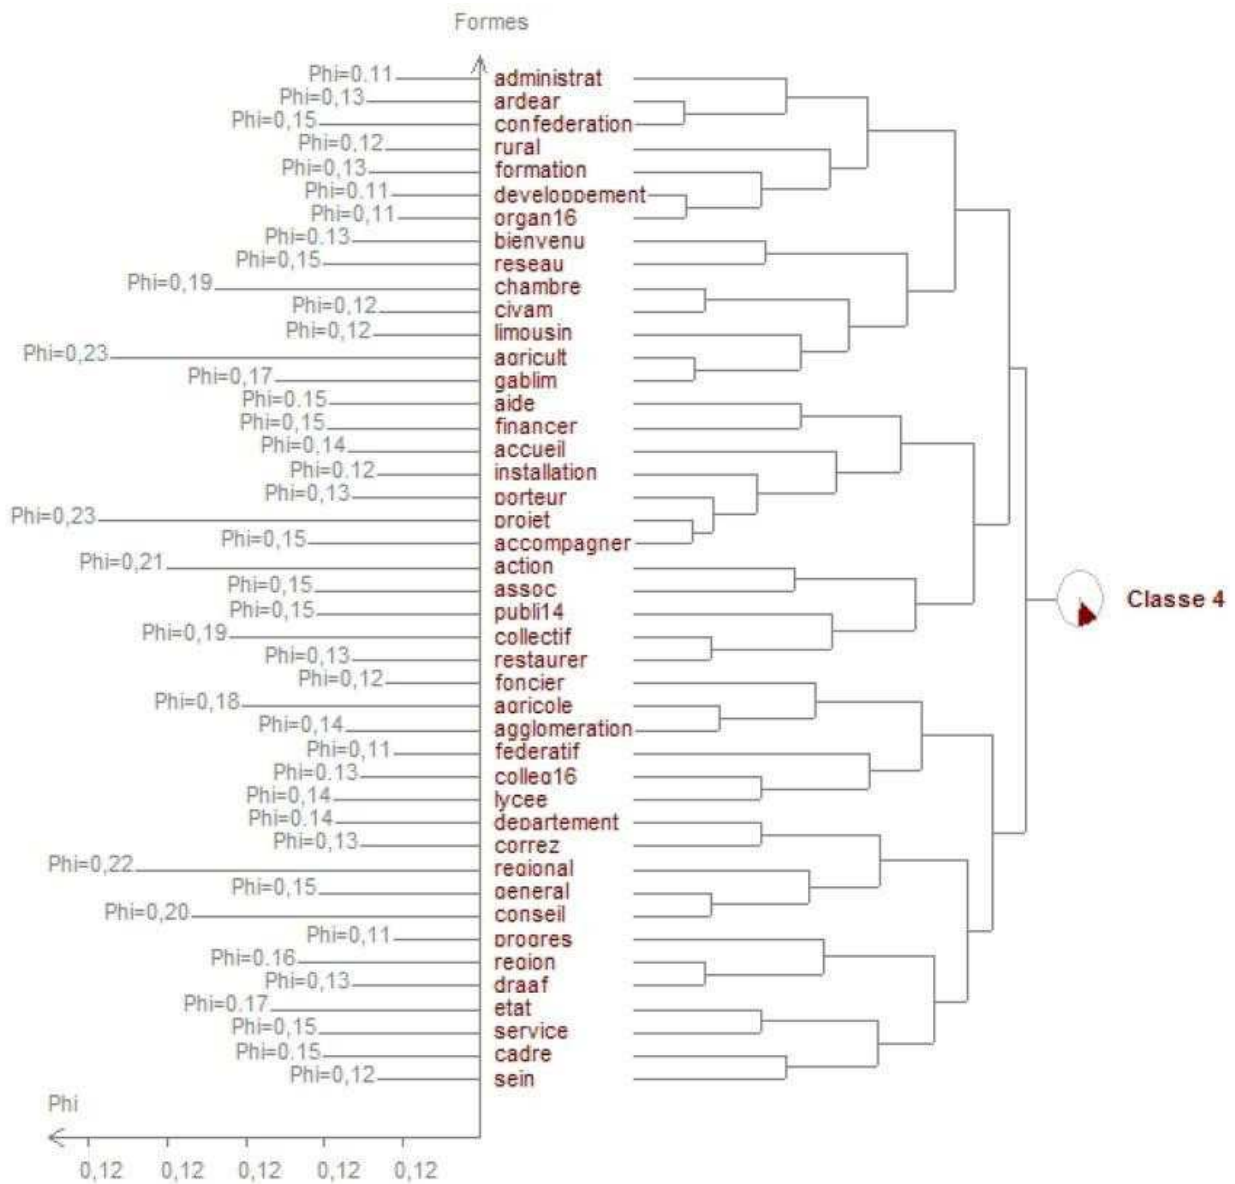 Formes
Phi=0.11 administrat
Phi=0,13 ardear
Phi=0,15 confederation
Phi=0,12 rural
Phi=0,13 formation
Phi=0.11 developpement
Phi=0,11 organ16
Phi=0.13 bienvenu
Phi=0,15 reseau
Phi=0,19 chambre
Phi=0,12 civam
Phi=0,12 limousin
Phi=0,23 agricult
Phi=0,17 gablim
Phi=0.15 aide
Phi=0,15 financer
Phi=0,14 accueil
Phi=0.12 installation
Phi=0,13 porteur
Phi=0,23 projet
Phi=0,15 accompagner
Phi=0,21 action
Phi=0,15 assoc
Phi=0,15 publi14
Phi=0,19 collectif
Phi=0,13 restaurer
Phi=0,12 foncier
Phi=0,18 agricole
Phi=0,14 agglomeration
Phi=0,11 federatif
Phi=0.13 colleg16
Phi=0,14 lycee
Phi=0.14 departement
Phi=0,13 correz
Phi=0,22 regional
Phi=0,15 general
Phi=0,20 conseil
Phi=0,11 progres
Phi=0.16 region
Phi=0,13 draaf
Phi=0.17 etat
Phi=0,15 service
Phi=0.15 cadre
Phi=0,12 sein
Classe 4
Phi
0,12 0,12 0,12 0,12 0,12